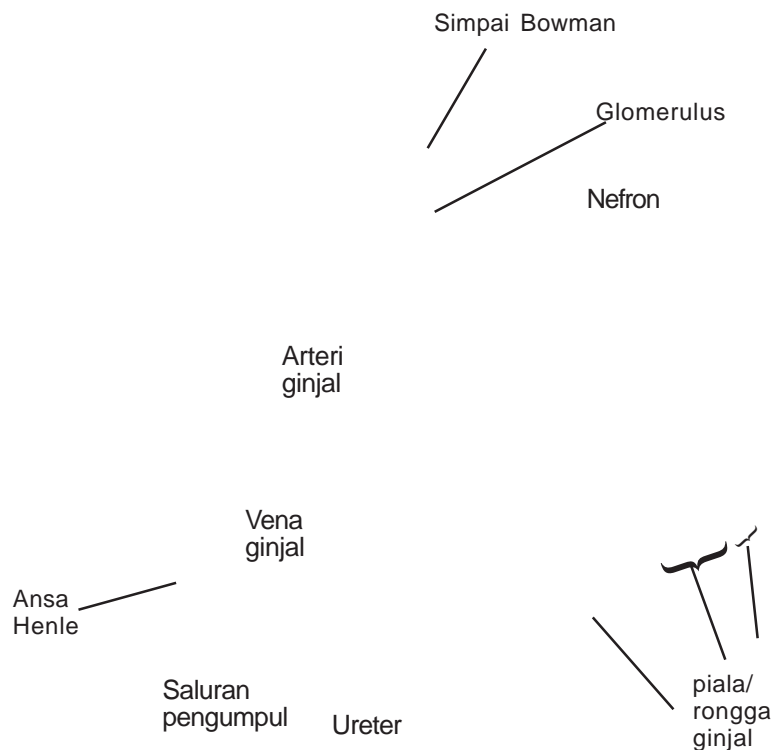 Simpai Bowman
Glomerulus
Nefron
Arteri
ginjal
Vena
ginjal
Ansa
Henle
Saluran
pengumpul
Ureter
piala/
rongga
ginjal